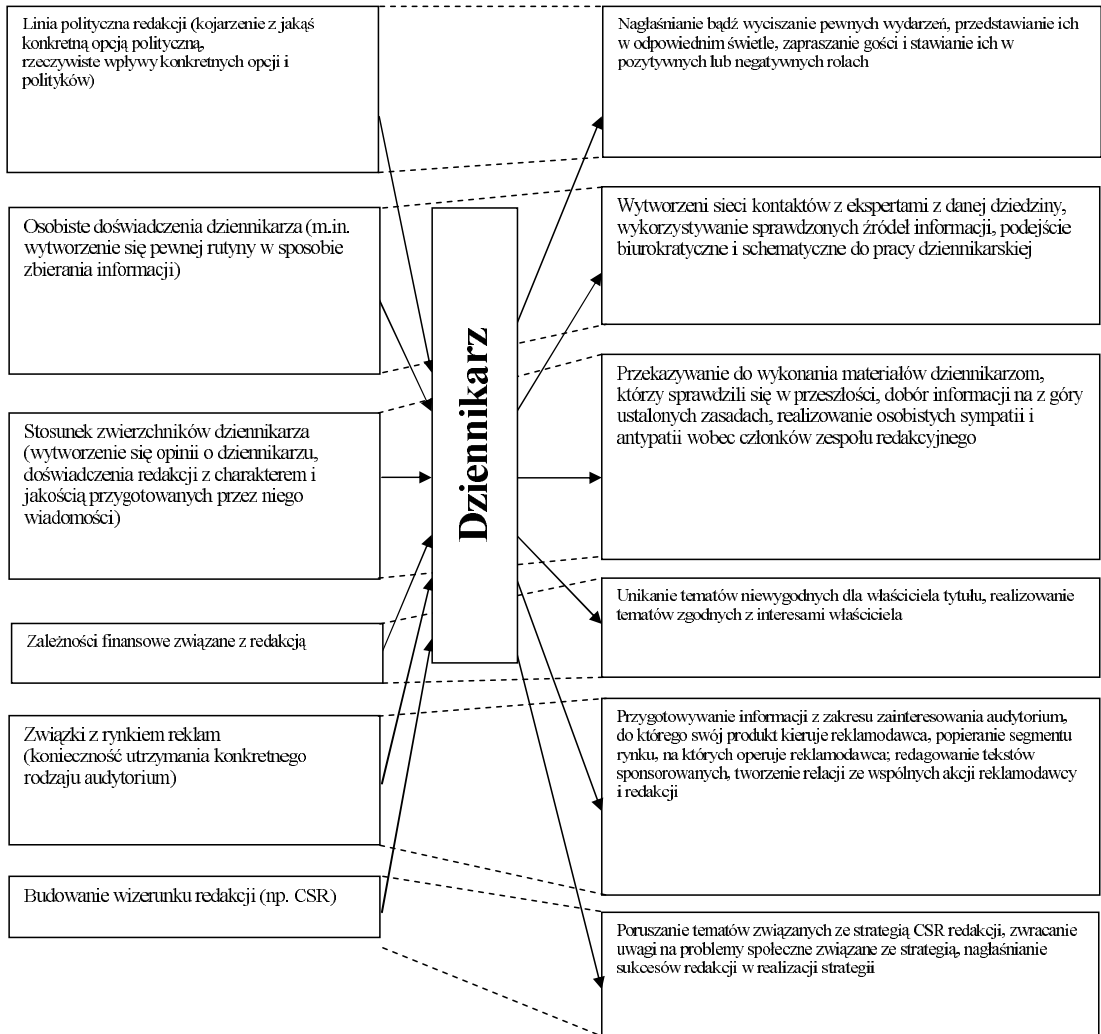 Linia polityczna redakcji (kojarzenie z jakąś
konkretną opcją polityczną,
rzeczywiste wpływy konkretnych opcji i
polityków)
Osobiste doświadczenia dziennikarza (m.in.
wytworzenie się pewnej rutyny w sposobie
zbierania informacji)
Stosunek zwierzchników dziennikarza
(wytworzenie się opinii o dziennikarzu,
doświadczenia redakcji z charakterem i
jakością przygotowanych przez niego
wiadomości)
Zależności finansowe związane z redakcją
Związki z rynkiem reklam
(konieczność utrzymania konkretnego
rodzaju audytorium)
Budowanie wizerunku redakcji (np. CSR)
Dziennikarz
Nagłaśnianie bądź wyciszanie pewnych wydarzeń, przedstawianie ich
w odpowiednim świetle, zapraszanie gości i stawianie ich w
pozytywnych lub negatywnych rolach
Wytworzeni sieci kontaktów z ekspertami z danej dziedziny,
wykorzystywanie sprawdzonych źródeł informacji, podejście
biurokratyczne i schematyczne do pracy dziennikarskiej
Przekazywanie do wykonania materiałów dziennikarzom,
którzy sprawdzili się w przeszłości, dobór informacji na z góry
ustalonych zasadach, realizowanie osobistych sympatii i
antypatii wobec członków zespołu redakcyjnego
Unikanie tematów niewygodnych dla właściciela tytułu, realizowanie
tematów zgodnych z interesami właściciela
Przygotowywanie informacji z zakresu zainteresowania audytorium,
do którego swój produkt kieruje reklamodawca, popieranie segmentu
rynku, na których operuje reklamodawca; redagowanie tekstów
sponsorowanych, tworzenie relacji ze wspólnych akcji reklamodawcy
i redakcji
Poruszanie tematów związanych ze strategią CSR redakcji, zwracanie
uwagi na problemy społeczne związane ze strategią, nagłaśnianie
sukcesów redakcji w realizacji strategii